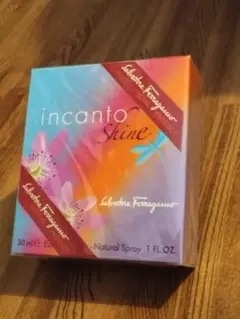 Salvatore Ferragamo
incanto
Shine
Salvatore Ferragamo
Salvatore Ferragamo
30 ml e
Natural Spray 1 FL.OZ.